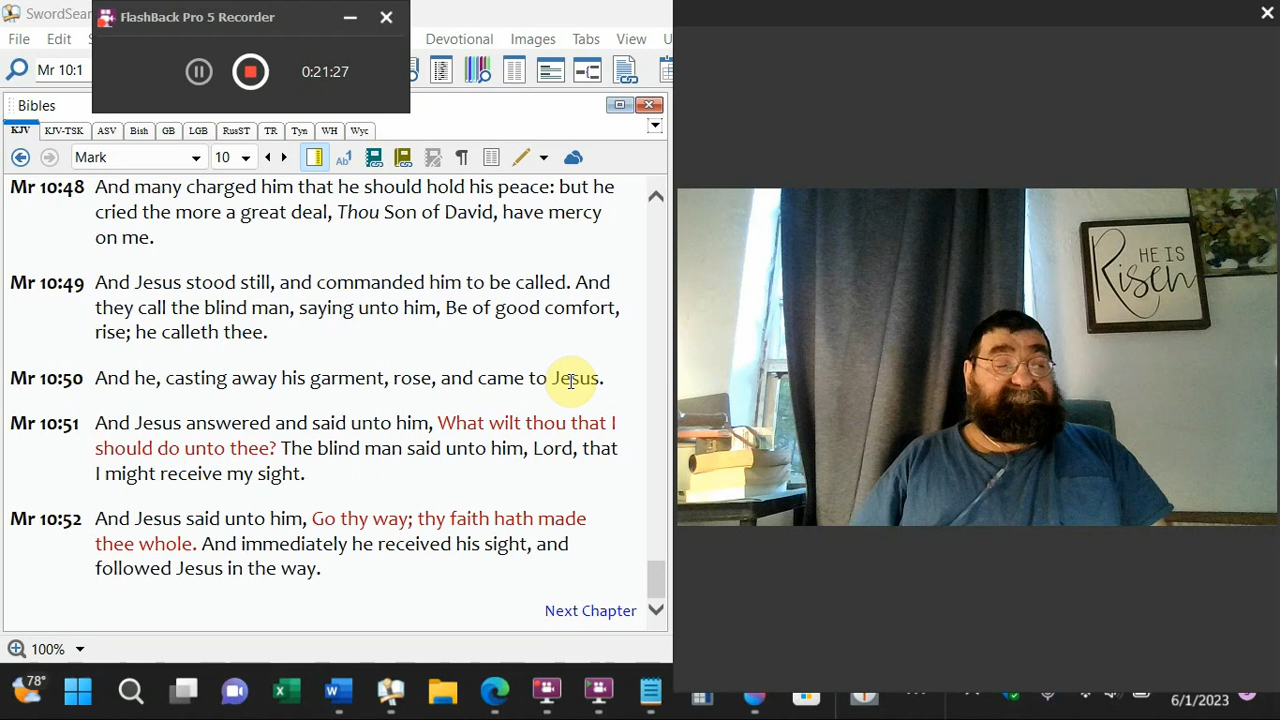 SwordSear
FlashBack Pro 5 Recorder
File Edit Devotional Images Tabs View
Mr 10:1
0:21:27
Bibles
KJV KJV-TSK ASV Bish GB LGB RusST TR Tyn WH Wyc
Mark 10
Mr 10:48 And many charged him that he should hold his peace: but he
cried the more a great deal, Thou Son of David, have mercy
on me.
Mr 10:49 And Jesus stood still, and commanded him to be called. And
they call the blind man, saying unto him, Be of good comfort,
rise; he calleth thee.
Mr 10:50 And he, casting away his garment, rose, and came to Jesus.
Mr 10:51 And Jesus answered and said unto him, What wilt thou that I
should do unto thee? The blind man said unto him, Lord, that
I might receive my sight.
Mr 10:52 And Jesus said unto him, Go thy way; thy faith hath made
thee whole. And immediately he received his sight, and
followed Jesus in the way.
Next Chapter
100%
HE IS
Risen
78°
6/1/2023